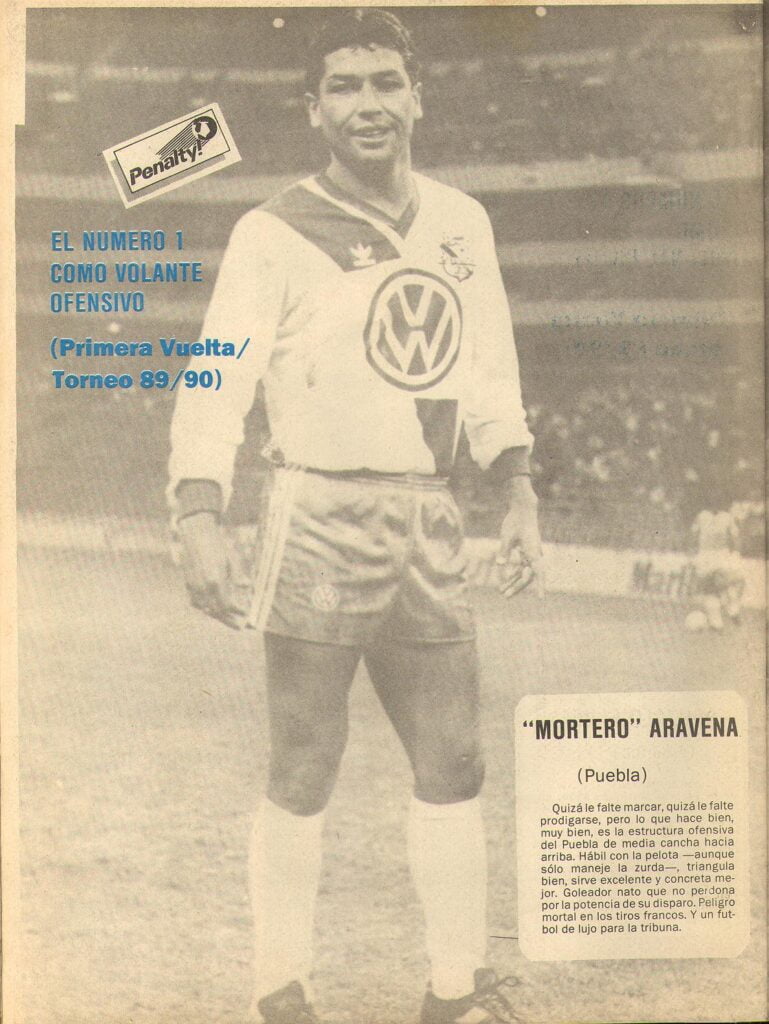 Penalty!
EL NUMERO 1
COMO VOLANTE
OFENSIVO
(Primera Vuelta/
Torneo 89/90)
"MORTERO" ARAVENA
(Puebla)
Quizá le falte marcar, quizá le falte
prodigarse, pero lo que hace bien,
muy bien, es la estructura ofensiva
del Puebla de media cancha hacia
arriba. Hábil con la pelota —aunque
sólo maneje la zurda—, triangula
bien, sirve excelente y concreta me-
jor. Goleador nato que no perdona
por la potencia de su disparo. Peligro
mortal en los tiros francos. Y un fut-
bol de lujo para la tribuna.